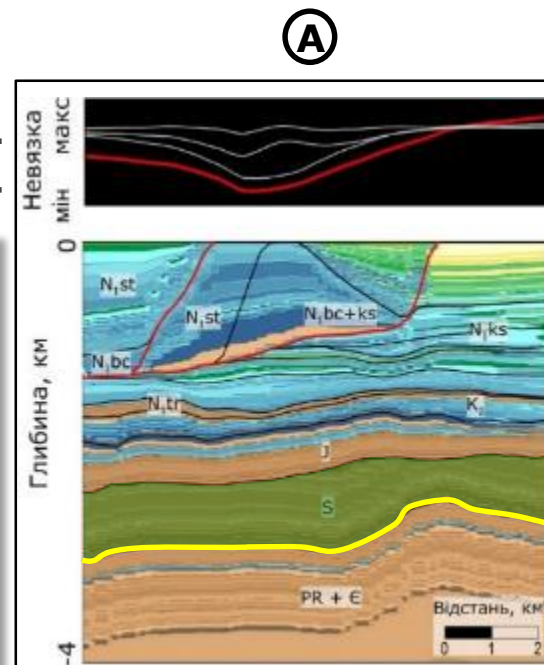 A
Невязка
мін макс
0
Глибина, км
-4
N₁st
N₁st
N₁bc+ks
N₁ks
N₁bc
N₁tr
J
S
PR + Є
Відстань, км
0 1 2